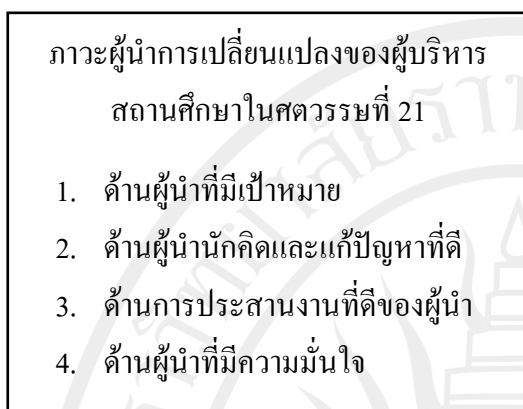 ภาวะผู้นำการเปลี่ยนแปลงของผู้บริหาร
สถานศึกษาในศตวรรษที่ 21
1. ด้านผู้นำที่มีเป้าหมาย
2. ด้านผู้นำนักคิดและแก้ปัญหาที่ดี
3. ด้านการประสานงานที่ดีของผู้นำ
4. ด้านผู้นำที่มีความมั่นใจ